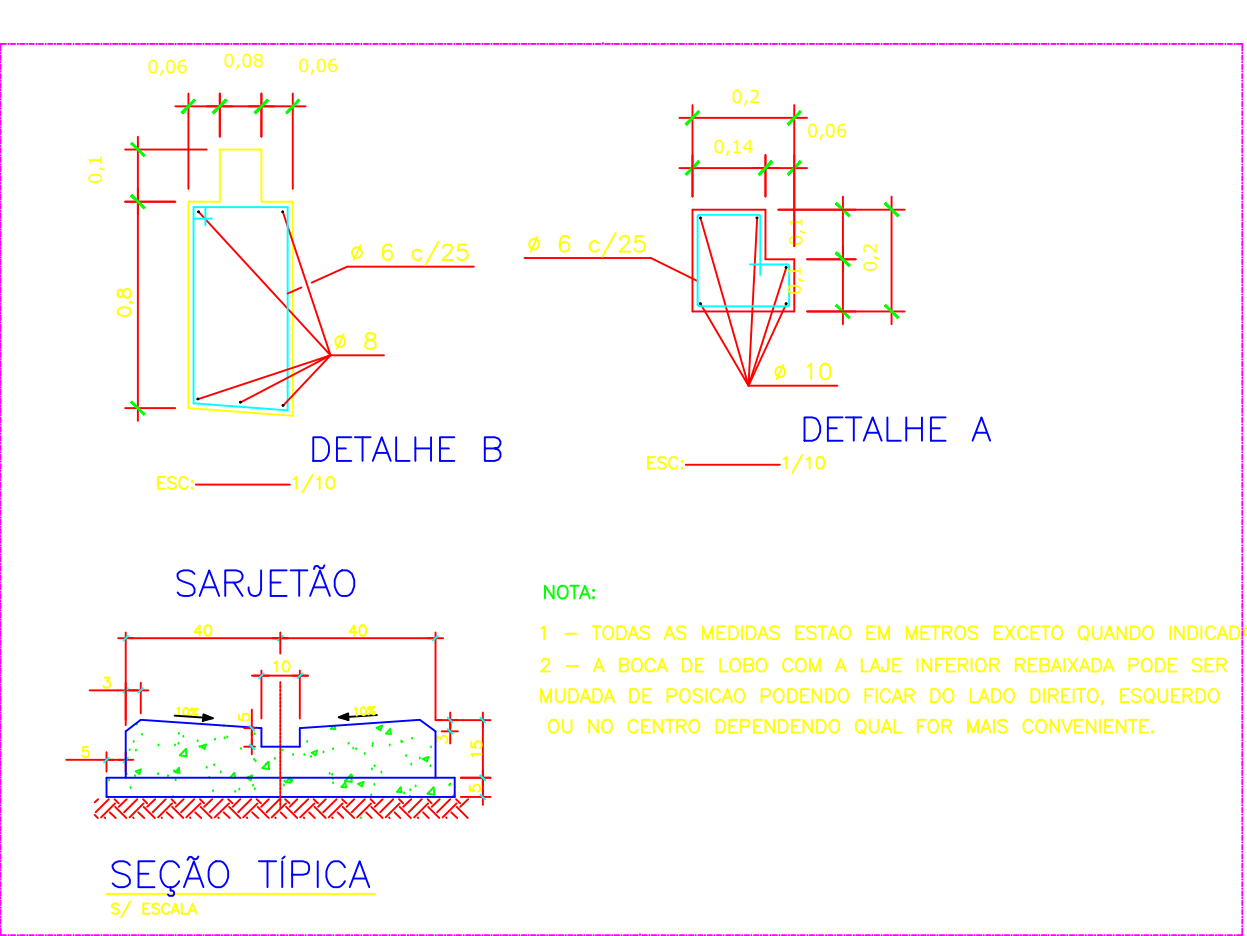 0,06 0,08 0,06
0,1
0,8
ø 6 c/25
ø 8
DETALHE B
ESC: 1/10
0,2
0,06
0,14
0,1
0,2
0,1
ø 6 c/25
ø 10
DETALHE A
ESC: 1/10
SARJETÃO
40 40
10
3
10% 5 10%
5
3
15
5
SEÇÃO TÍPICA
S/ ESCALA
NOTA:
1 – TODAS AS MEDIDAS ESTAO EM METROS EXCETO QUANDO INDICAD
2 – A BOCA DE LOBO COM A LAJE INFERIOR REBAIXADA PODE SER
MUDADA DE POSICAO PODENDO FICAR DO LADO DIREITO, ESQUERDO
OU NO CENTRO DEPENDENDO QUAL FOR MAIS CONVENIENTE.